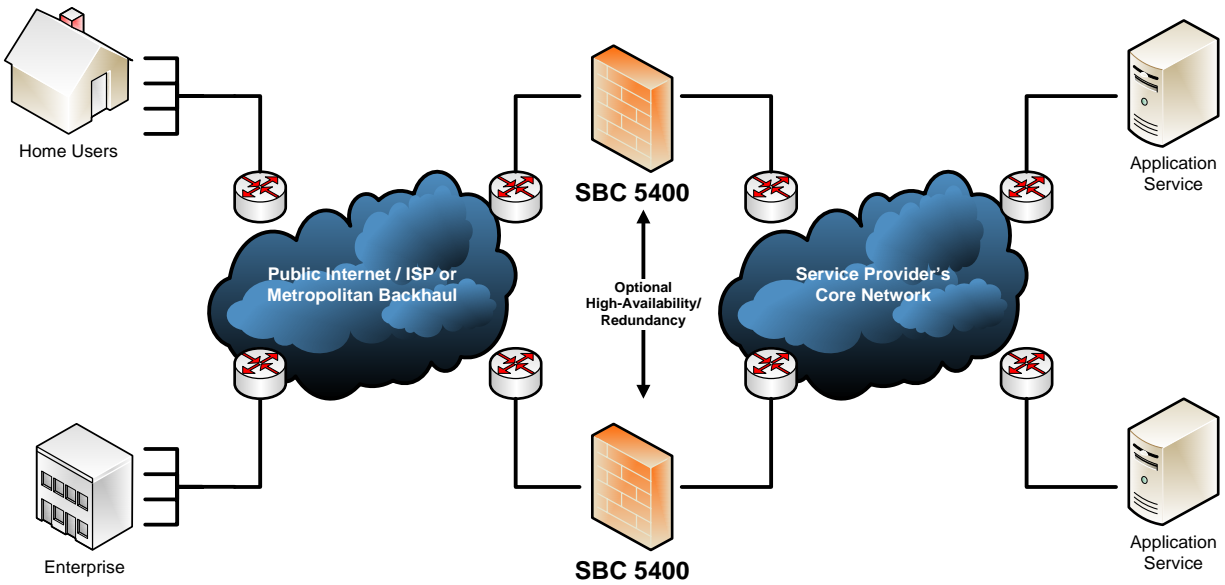 Home Users
SBC 5400
Application
Service
Public Internet / ISP or
Metropolitan Backhaul
Optional
High-Availability/
Redundancy
Service Provider’s
Core Network
Enterprise
SBC 5400
Application
Service